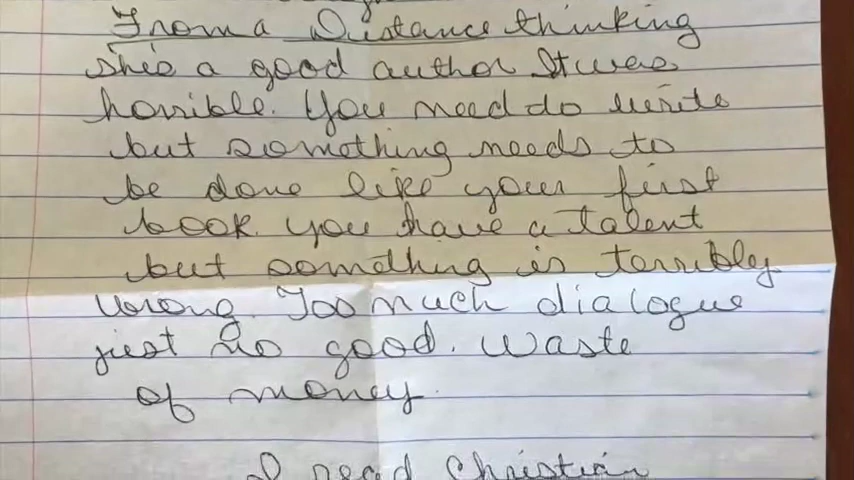 From a Distance thinking
she's a good author It was
horrible. You need do write
but something needs to
be done like your first
book. you have a talent
but something is terribly
wrong. Too much dialogue
just no good. Waste
of money.
I read Christian